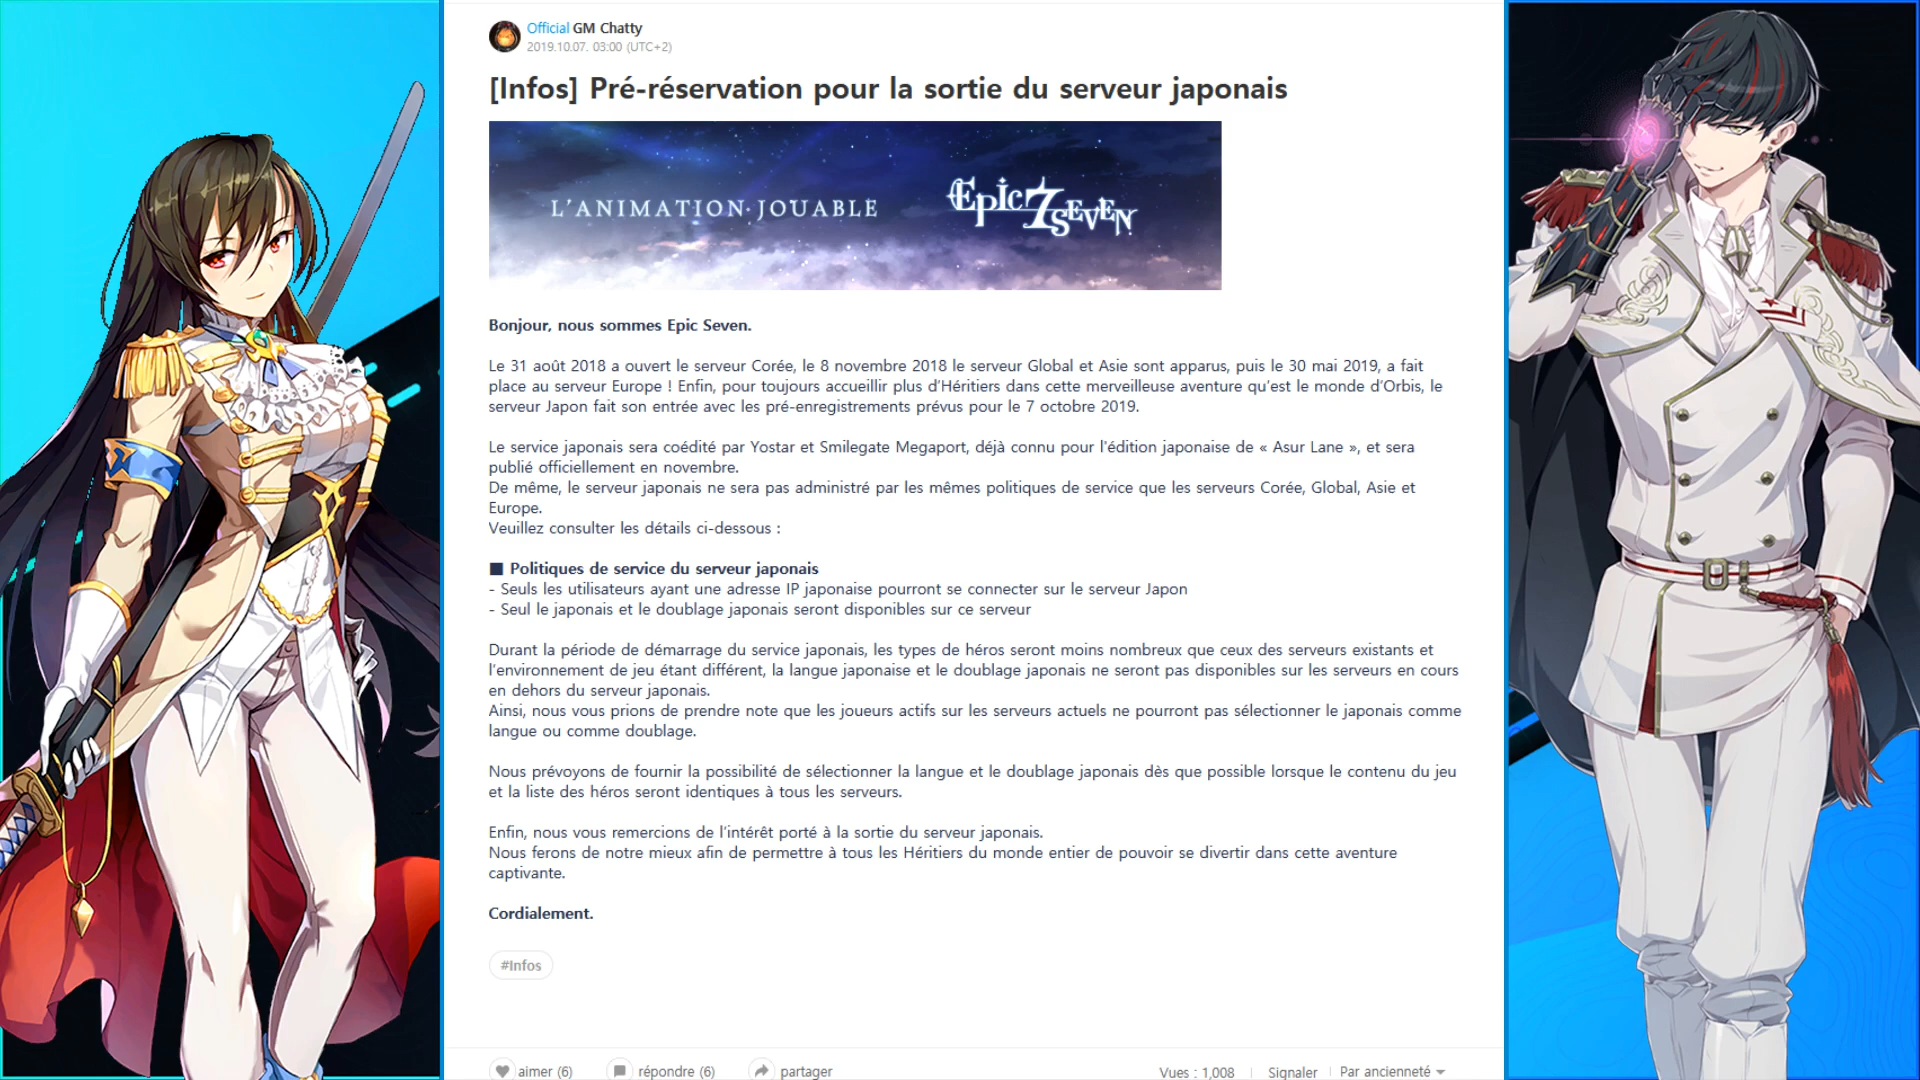 Official GM Chatty
2019.10.07. 03:00 (UTC+2)
[Infos] Pré-réservation pour la sortie du serveur japonais
L'ANIMATION JOUABLE
Epic 7 Seven
Bonjour, nous sommes Epic Seven.
Le 31 août 2018 a ouvert le serveur Corée, le 8 novembre 2018 le serveur Global et Asie sont apparus, puis le 30 mai 2019, a fait
place au serveur Europe ! Enfin, pour toujours accueillir plus d'Héritiers dans cette merveilleuse aventure qu'est le monde d'Orbis, le
serveur Japon fait son entrée avec les pré-enregistrements prévus pour le 7 octobre 2019.
Le service japonais sera coédité par Yostar et Smilegate Megaport, déjà connu pour l'édition japonaise de « Asur Lane », et sera
publié officiellement en novembre.
De même, le serveur japonais ne sera pas administré par les mêmes politiques de service que les serveurs Corée, Global, Asie et
Europe.
Veuillez consulter les détails ci-dessous :
■ Politiques de service du serveur japonais
- Seuls les utilisateurs ayant une adresse IP japonaise pourront se connecter sur le serveur Japon
- Seul le japonais et le doublage japonais seront disponibles sur ce serveur
Durant la période de démarrage du service japonais, les types de héros seront moins nombreux que ceux des serveurs existants et
l'environnement de jeu étant différent, la langue japonaise et le doublage japonais ne seront pas disponibles sur les serveurs en cours
en dehors du serveur japonais.
Ainsi, nous vous prions de prendre note que les joueurs actifs sur les serveurs actuels ne pourront pas sélectionner le japonais comme
langue ou comme doublage.
Nous prévoyons de fournir la possibilité de sélectionner la langue et le doublage japonais dès que possible lorsque le contenu du jeu
et la liste des héros seront identiques à tous les serveurs.
Enfin, nous vous remercions de l'intérêt porté à la sortie du serveur japonais.
Nous ferons de notre mieux afin de permettre à tous les Héritiers du monde entier de pouvoir se divertir dans cette aventure
captivante.
Cordialement.
#Infos
aimer (6) répondre (6) partager Vues : 1,008 Signaler Par ancienneté